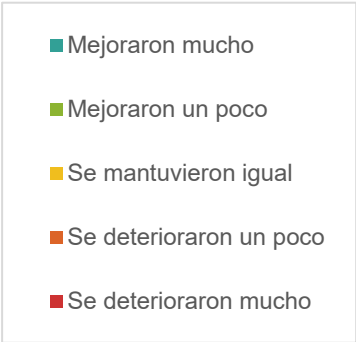 Mejoraron mucho
Mejoraron un poco
Se mantuvieron igual
Se deterioraron un poco
Se deterioraron mucho